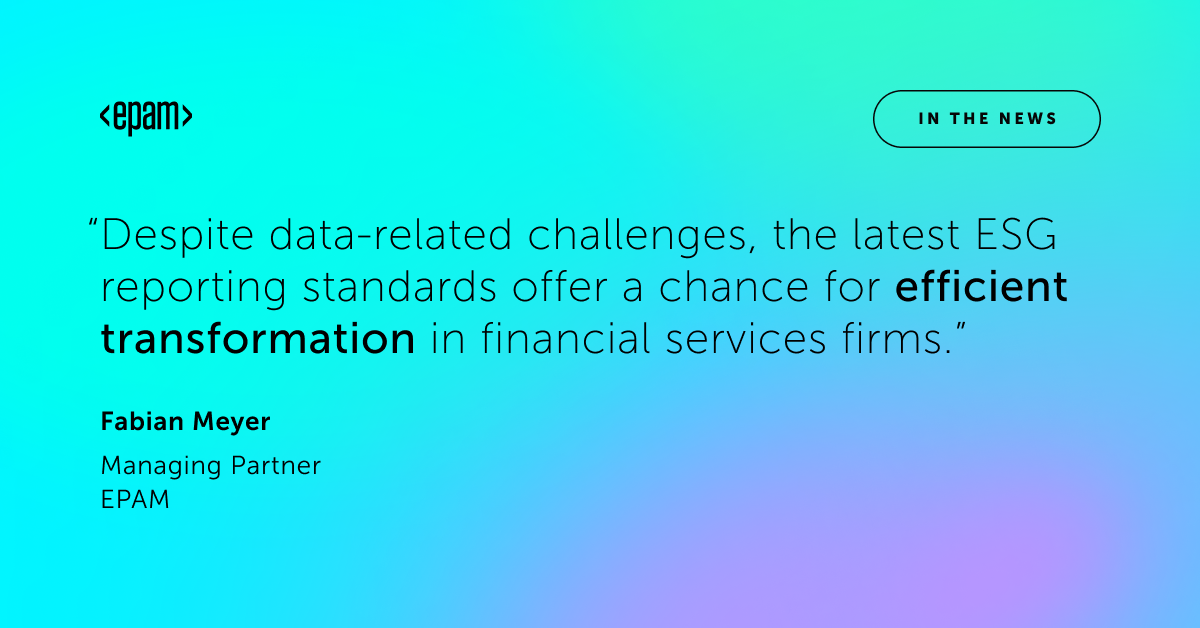 <epam>
IN THE NEWS
“Despite data-related challenges, the latest ESG
reporting standards offer a chance for efficient
transformation in financial services firms.”
Fabian Meyer
Managing Partner
EPAM